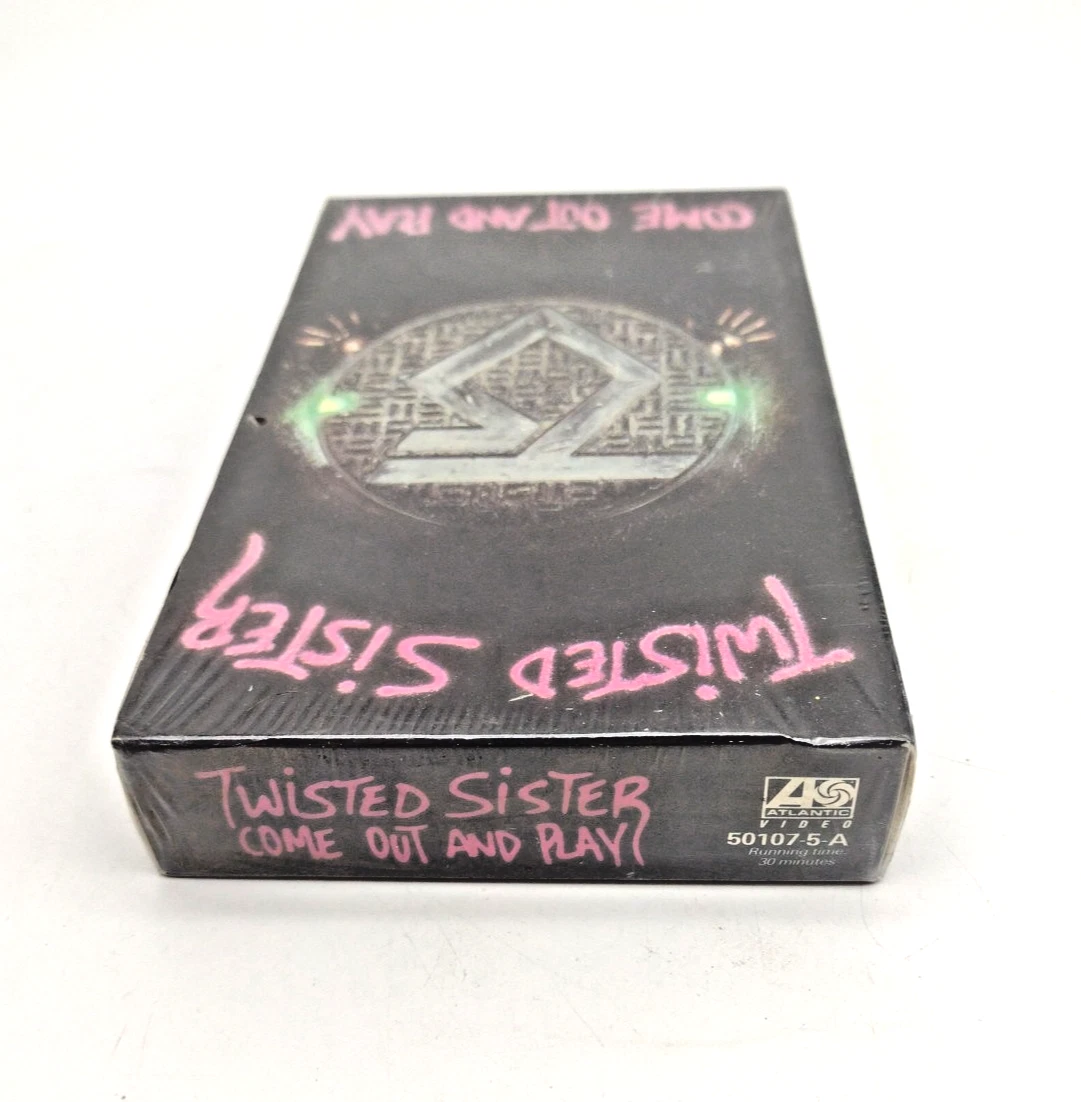 COME OUT AND PLAY
TWiSTED SiSTER
TWiSTED SiSTER
COME OUT AND PLAY
ATLANTIC
VIDEO
50107-5-A
Running time:
30 minutes